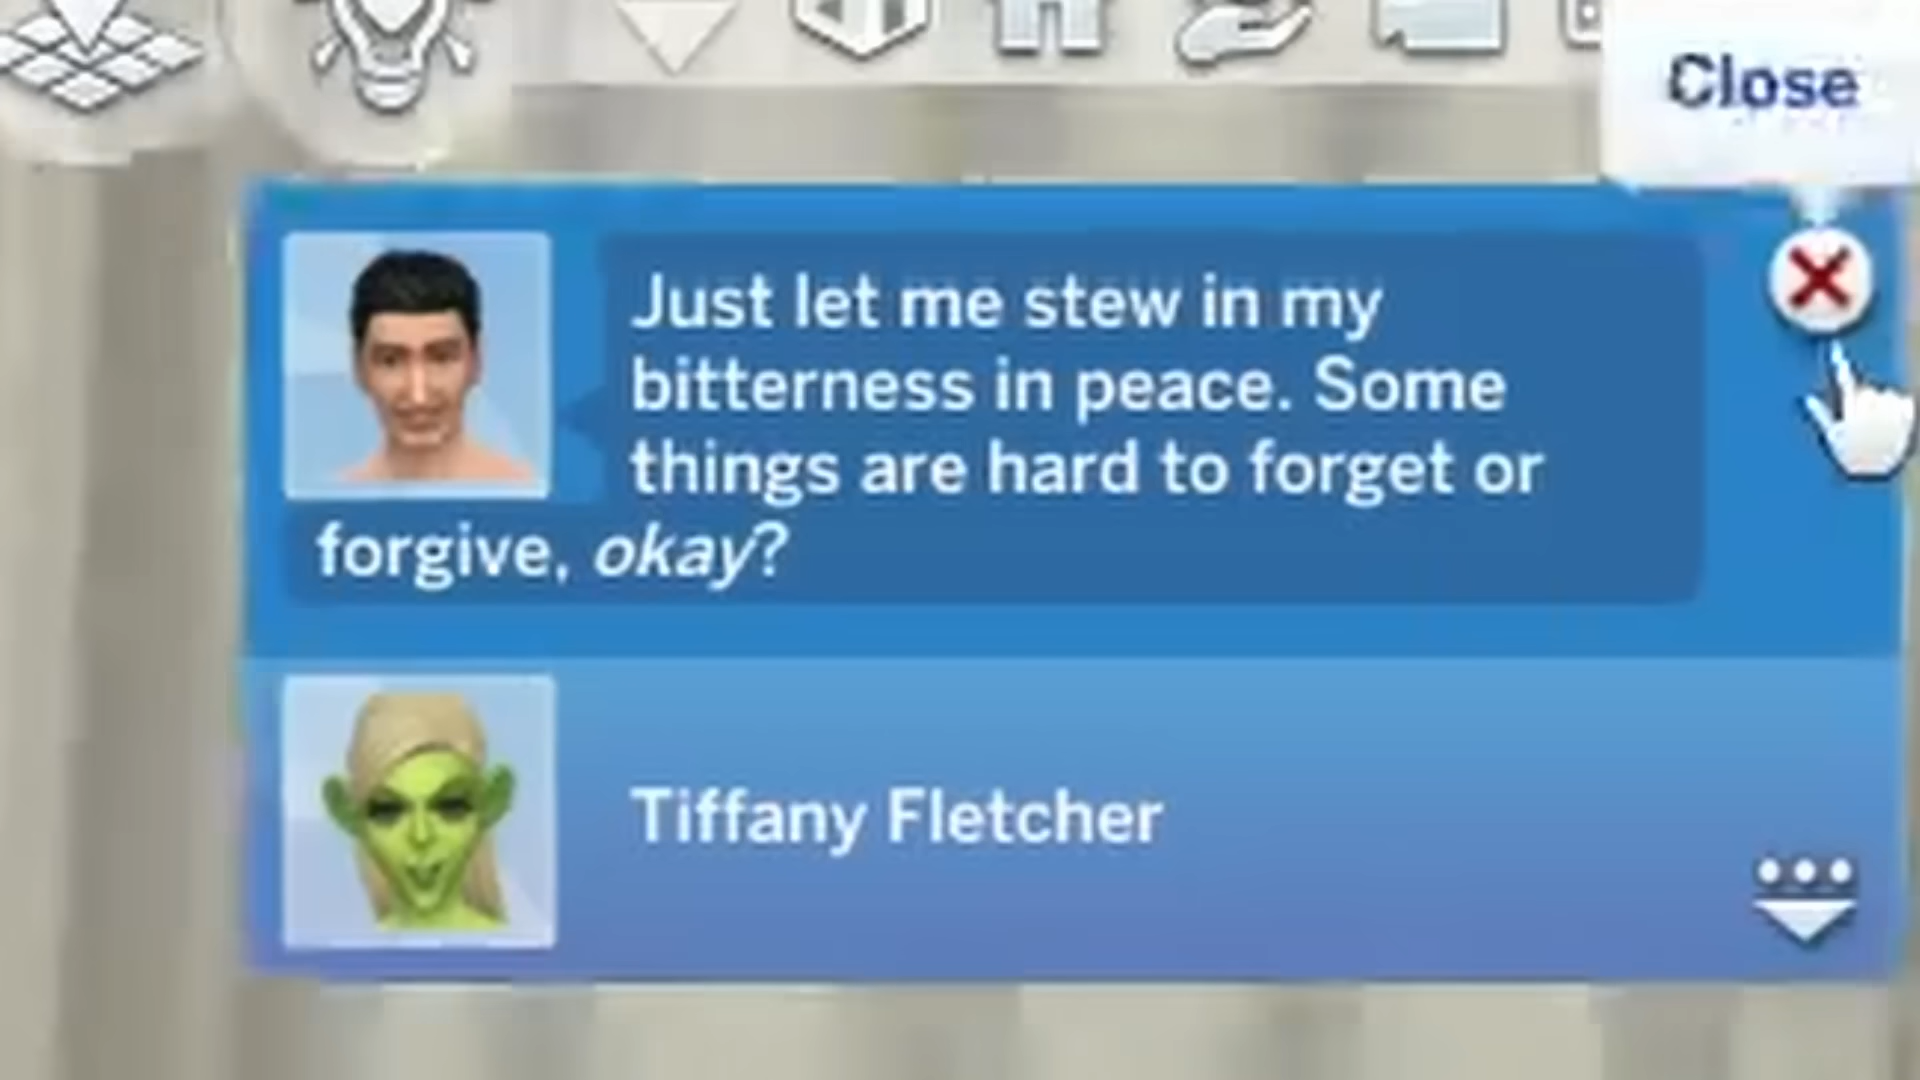 Close
Just let me stew in my
bitterness in peace. Some
things are hard to forget or
forgive, okay?
Tiffany Fletcher